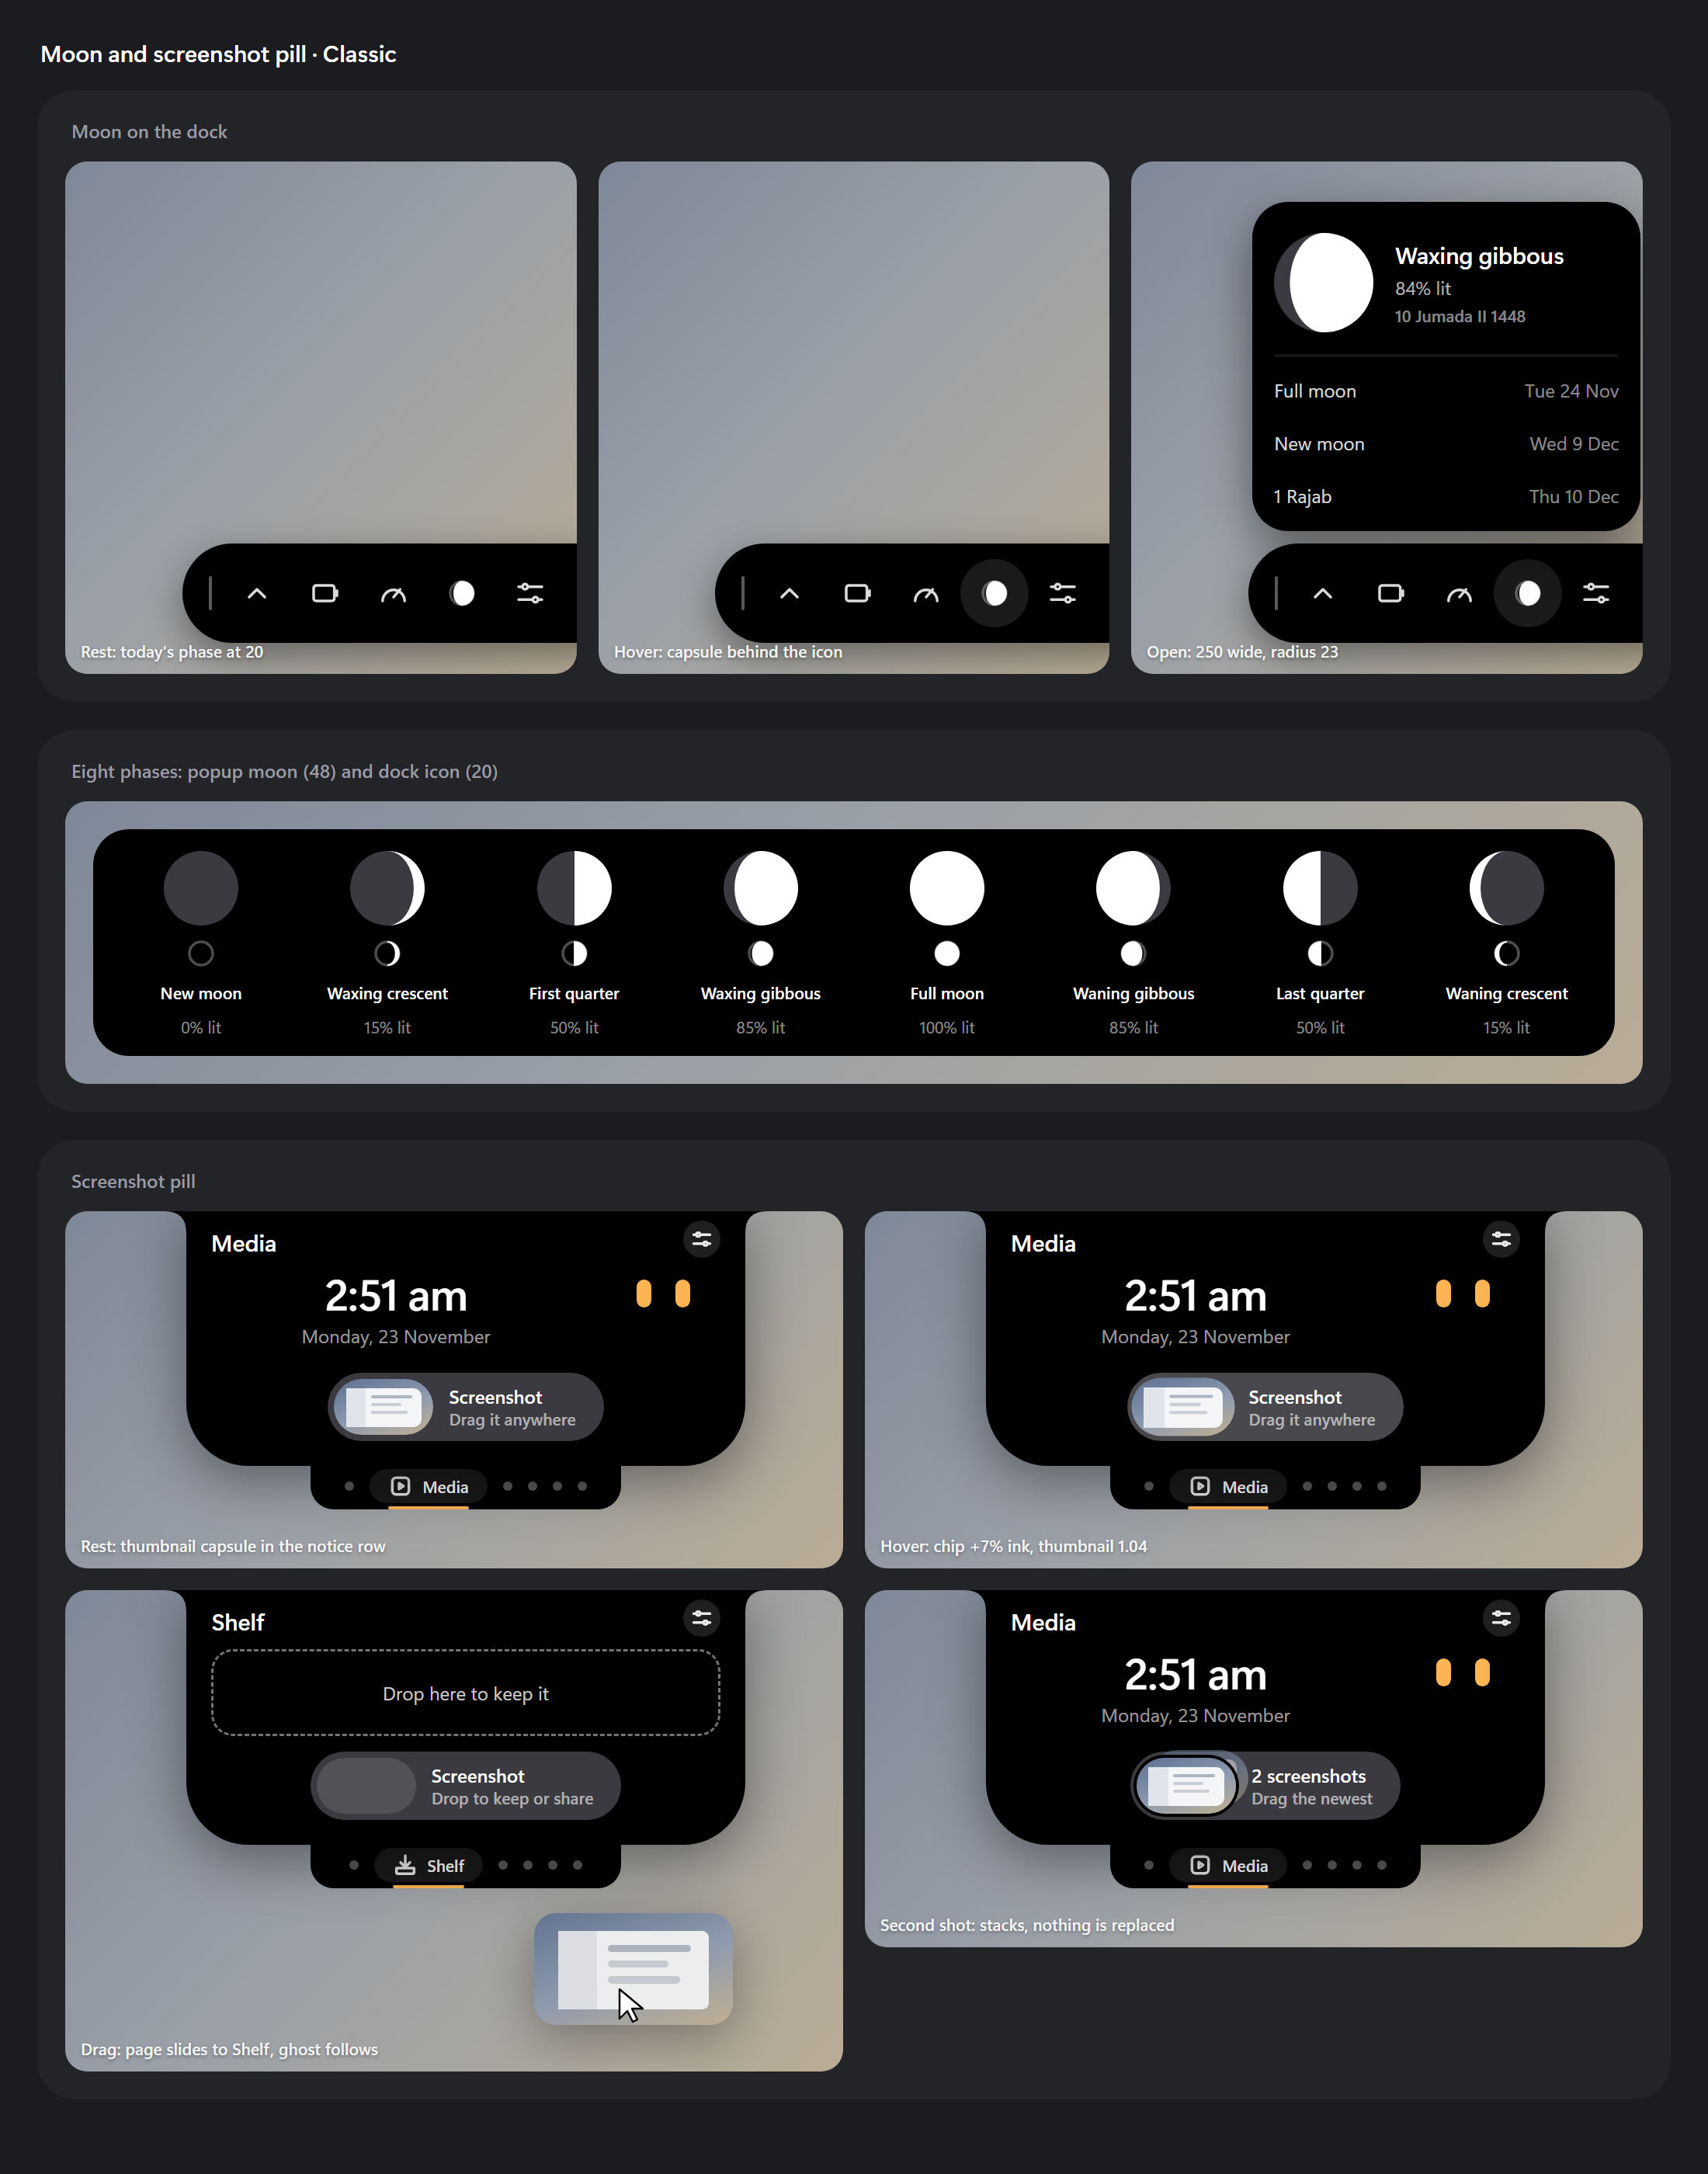 Moon and screenshot pill · Classic
Moon on the dock
Rest: today's phase at 20
Hover: capsule behind the icon
Waxing gibbous
84% lit
10 Jumada II 1448
Full moon Tue 24 Nov
New moon Wed 9 Dec
1 Rajab Thu 10 Dec
Open: 250 wide, radius 23
Eight phases: popup moon (48) and dock icon (20)
New moon
0% lit
Waxing crescent
15% lit
First quarter
50% lit
Waxing gibbous
85% lit
Full moon
100% lit
Waning gibbous
85% lit
Last quarter
50% lit
Waning crescent
15% lit
Screenshot pill
Media
2:51 am
Monday, 23 November
Screenshot
Drag it anywhere
Media
Rest: thumbnail capsule in the notice row
Media
2:51 am
Monday, 23 November
Screenshot
Drag it anywhere
Media
Hover: chip +7% ink, thumbnail 1.04
Shelf
Drop here to keep it
Screenshot
Drop to keep or share
Shelf
Drag: page slides to Shelf, ghost follows
Media
2:51 am
Monday, 23 November
2 screenshots
Drag the newest
Media
Second shot: stacks, nothing is replaced